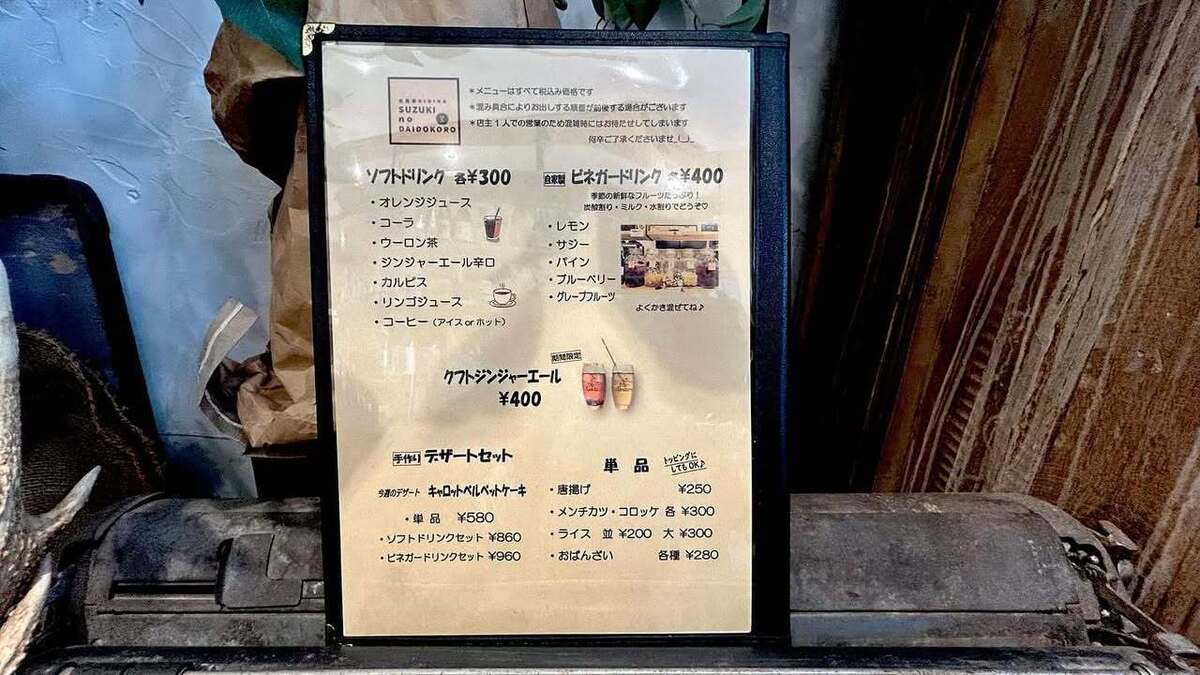 SUZUKI
no
DAIDOKORO
＊メニューはすべて税込み価格です
＊混み具合によりお出しする順番が前後する場合がございます
＊店主1人での営業のため混雑時にはお待たせしてしまいます
何卒ご了承くださいませ_(._.)_
ソフトドリンク 各¥300
・オレンジジュース
・コーラ
・ウーロン茶
・ジンジャーエール辛口
・カルピス
・リンゴジュース
・コーヒー（アイス or ホット）
自家製 ビネガードリンク 各¥400
季節の新鮮なフルーツたっぷり！
炭酸割り・ミルク・水割りでどうぞ♡
・レモン
・サジー
・パイン
・ブルーベリー
・グレープフルーツ
よくかき混ぜてね♪
期間限定
クラフトジンジャーエール
¥400
手作り デザートセット
今週のデザート キャロットベルベットケーキ
・単品 ¥580
・ソフトドリンクセット ¥860
・ビネガードリンクセット ¥960
単品 トッピングに
してもOK♪
・唐揚げ ¥250
・メンチカツ・コロッケ 各 ¥300
・ライス 並 ¥200 大 ¥300
・おばんざい 各種 ¥280